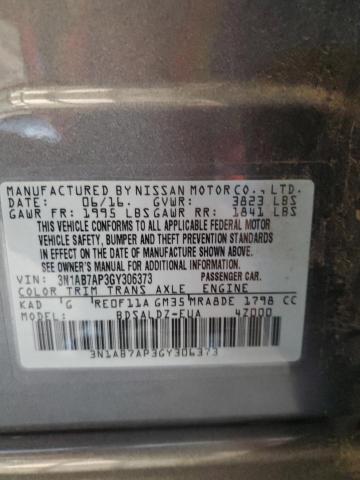 MANUFACTURED BY NISSAN MOTOR CO., LTD.
DATE: 06/16. GVWR: 3823 LBS
GAWR FR: 1995 LBS GAWR RR: 1841 LBS
THIS VEHICLE CONFORMS TO ALL APPLICABLE FEDERAL MOTOR
VEHICLE SAFETY, BUMPER AND THEFT PREVENTION STANDARDS
IN EFFECT ON THE DATE OF MANUFACTURE SHOWN ABOVE.
SEE OWNER'S MANUAL FOR ADDITIONAL INFORMATION.
VIN: 3N1AB7AP3GY306373 PASSENGER CAR.
COLOR TRIM TRANS AXLE ENGINE
KAD G RE0F11A GM35 MRA8DE 1798 CC
MODEL: BDSALDZ-EUA 4Z000
3N1AB7AP3GY306373